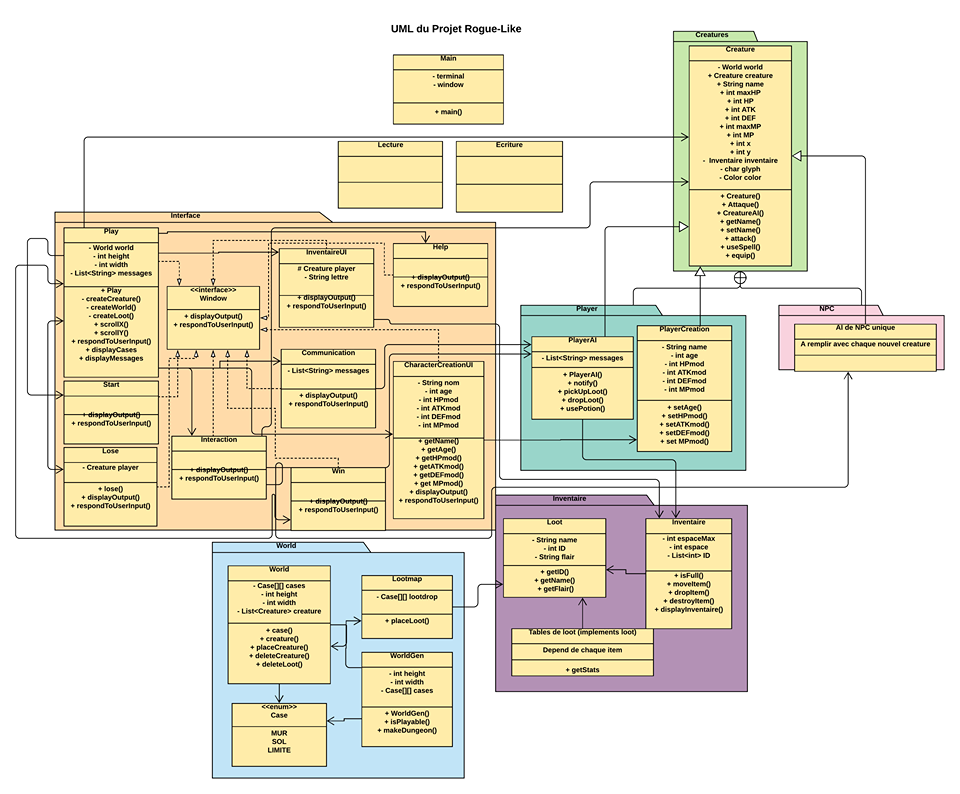 UML du Projet Rogue-Like
Main
- terminal
- window
+ main()
Lecture
Ecriture
Creatures
Creature
- World world
+ Creature creature
+ String name
+ int maxHP
+ int HP
+ int ATK
+ int DEF
+ int maxMP
+ int MP
+ int x
+ int y
- Inventaire inventaire
- char glyph
- Color color
+ Creature()
+ Attaque()
+ CreatureAI()
+ getName()
+ setName()
+ attack()
+ useSpell()
+ equip()
Interface
Play
- World world
- int height
- int width
- List<String> messages
+ Play
- createCreature()
- createWorld()
- createLoot()
+ scrollX()
+ scrollY()
+ respondToUserInput()
+ displayCases
+ displayMessages
Start
+ displayOutput()
+ respondToUserInput()
Lose
- Creature player
+ lose()
+ displayOutput()
+ respondToUserInput()
<<interface>>
Window
+ displayOutput()
+ respondToUserInput()
InventaireUI
# Creature player
- String lettre
+ displayOutput()
+ respondToUserInput()
Help
+ displayOutput()
+ respondToUserInput()
Communication
- List<String> messages
+ displayOutput()
+ respondToUserInput()
Interaction
+ displayOutput()
+ respondToUserInput()
Win
+ displayOutput()
+ respondToUserInput()
CharacterCreationUI
- String nom
- int age
- int HPmod
- int ATKmod
- int DEFmod
- int MPmod
+ getName()
+ getAge()
+ getHPmod()
+ getATKmod()
+ getDEFmod()
+ get MPmod()
+ displayOutput()
+ respondToUserInput()
Player
PlayerAI
- List<String> messages
+ PlayerAI()
+ notify()
+ pickUpLoot()
+ dropLoot()
+ usePotion()
PlayerCreation
- String name
- int age
- int HPmod
- int ATKmod
- int DEFmod
- int MPmod
+ setAge()
+ setHPmod()
+ setATKmod()
+ setDEFmod()
+ set MPmod()
NPC
AI de NPC unique
A remplir avec chaque nouvel creature
Inventaire
Loot
- String name
- int ID
- String flair
+ getID()
+ getName()
+ getFlair()
Inventaire
- int espaceMax
- int espace
- List<int> ID
+ isFull()
+ moveItem()
+ dropItem()
+ destroyItem()
+ displayInventaire()
Tables de loot (implements loot)
Depend de chaque item
+ getStats
World
World
- Case[][] cases
- int height
- int width
- List<Creature> creature
+ case()
+ creature()
+ placeCreature()
+ deleteCreature()
+ deleteLoot()
Lootmap
- Case[][] lootdrop
+ placeLoot()
WorldGen
- int height
- int width
- Case[][] cases
+ WorldGen()
+ isPlayable()
+ makeDungeon()
<<enum>>
Case
MUR
SOL
LIMITE